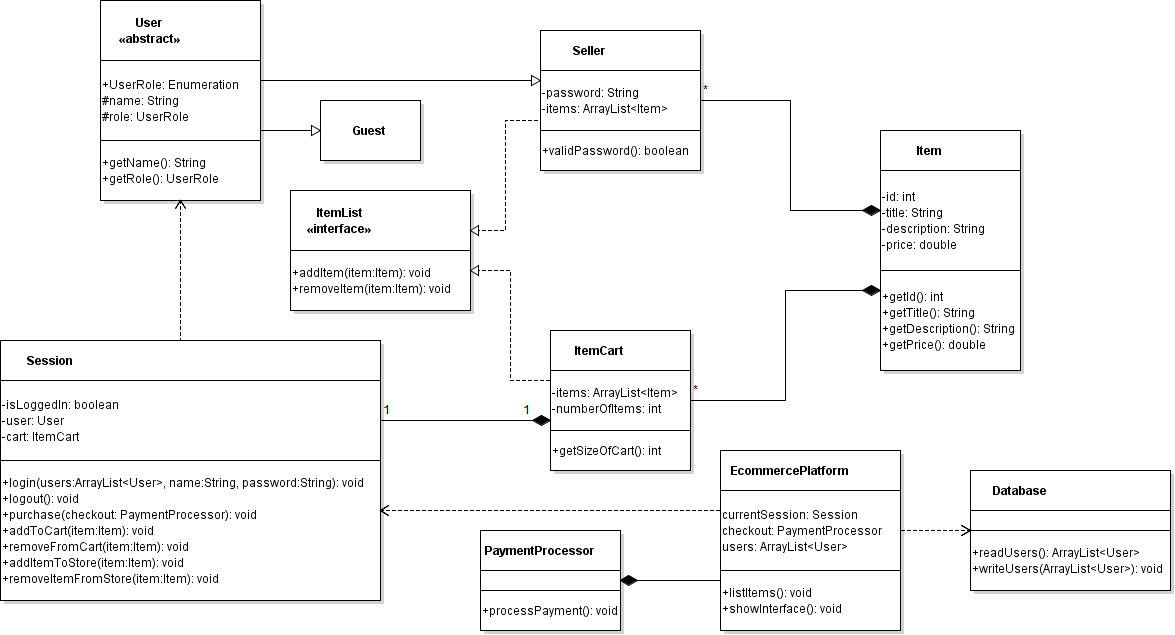 User
«abstract»
+UserRole: Enumeration
#name: String
#role: UserRole
+getName(): String
+getRole(): UserRole
Guest
Seller
-password: String
-items: ArrayList<Item>
+validPassword(): boolean
*
Item
-id: int
-title: String
-description: String
-price: double
+getId(): int
+getTitle(): String
+getDescription(): String
+getPrice(): double
ItemList
«interface»
+addItem(item:Item): void
+removeItem(item:Item): void
Session
-isLoggedIn: boolean
-user: User
-cart: ItemCart
+login(users:ArrayList<User>, name:String, password:String): void
+logout(): void
+purchase(checkout: PaymentProcessor): void
+addToCart(item:Item): void
+removeFromCart(item:Item): void
+addItemToStore(item:Item): void
+removeItemFromStore(item:Item): void
1
1
ItemCart
-items: ArrayList<Item>
-numberOfItems: int
+getSizeOfCart(): int
*
EcommercePlatform
currentSession: Session
checkout: PaymentProcessor
users: ArrayList<User>
+listItems(): void
+showInterface(): void
PaymentProcessor
+processPayment(): void
Database
+readUsers(): ArrayList<User>
+writeUsers(ArrayList<User>): void